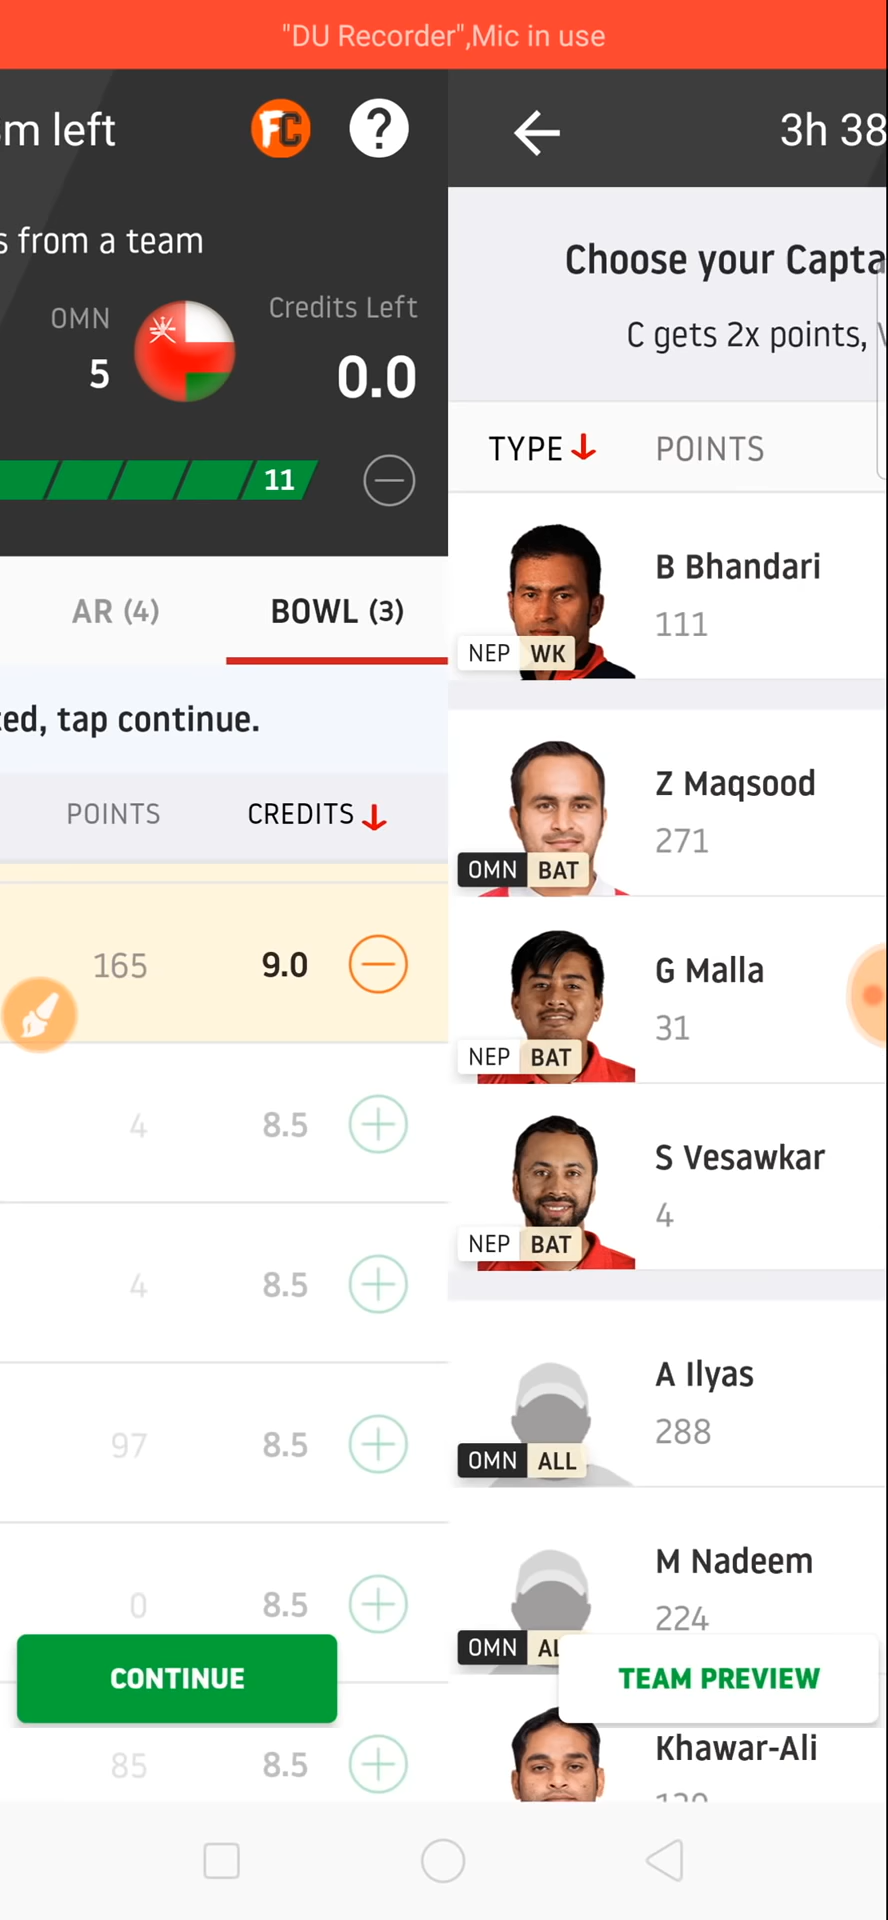 "DU Recorder",Mic in use
m left
FC
?
s from a team
OMN
5
Credits Left
0.0
11
AR (4)
BOWL (3)
ted, tap continue.
POINTS
CREDITS
165
9.0
4
8.5
4
8.5
97
8.5
0
8.5
CONTINUE
85
8.5
3h 38
Choose your Capta
C gets 2x points,
TYPE
POINTS
B Bhandari
111
NEP WK
Z Maqsood
271
OMN BAT
G Malla
31
NEP BAT
S Vesawkar
4
NEP BAT
A Ilyas
288
OMN ALL
M Nadeem
224
OMN AL
TEAM PREVIEW
Khawar-Ali